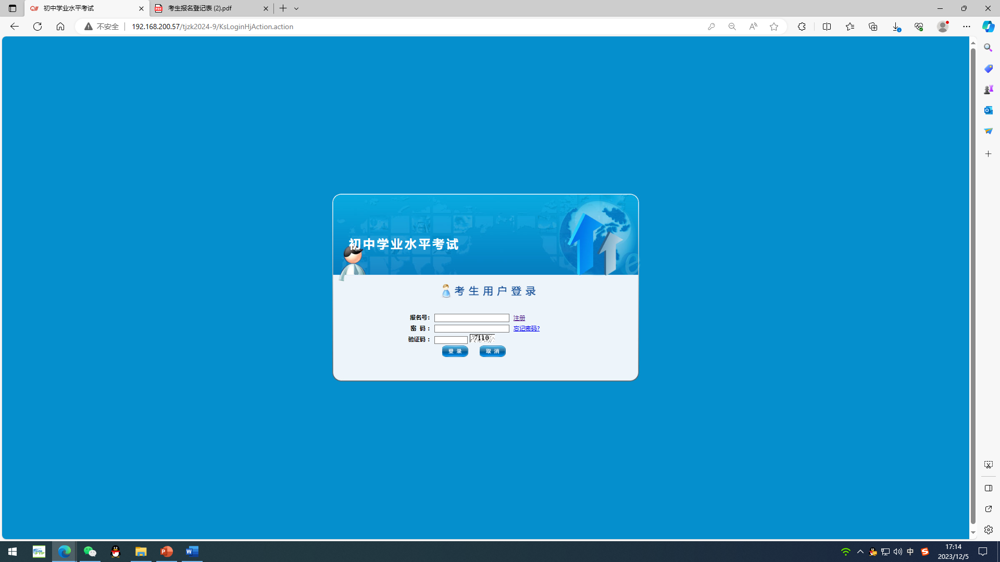 初中学业水平考试
考生报名登记表 (2).pdf
不安全
192.168.200.57/tjzk2024-9/KsLoginHjAction.action
初中学业水平考试
考生用户登录
报名号：
注册
密 码：
忘记密码?
验证码：
7110
登 录
取 消
中
17:14
2023/12/5